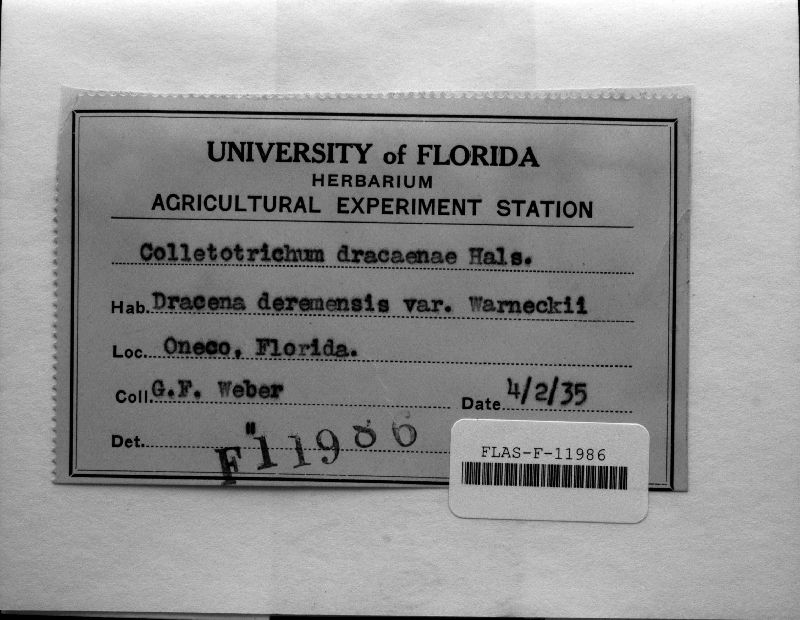 UNIVERSITY of FLORIDA
HERBARIUM
AGRICULTURAL EXPERIMENT STATION
Colletotrichum dracaenae Hals.
Hab. Dracena deremensis var. Warneckii
Loc. Oneco, Florida.
Coll. G.F. Weber Date 4/2/35
Det. "
F 11986
FLAS-F-11986